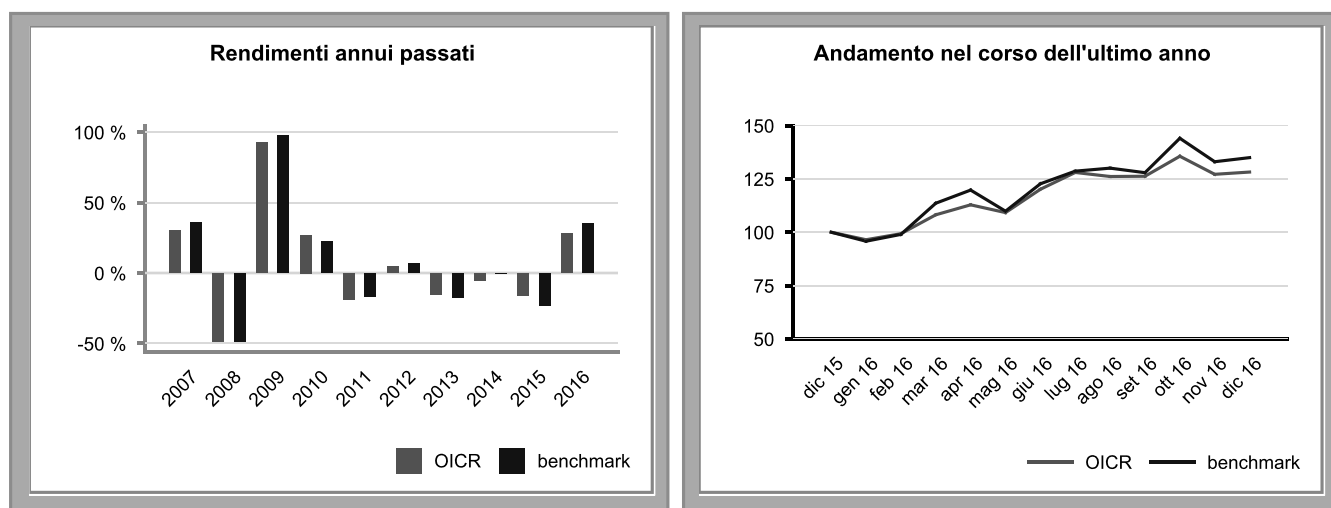 Rendimenti annui passati
100 %
50 %
0 %
-50 %
2007 2008 2009 2010 2011 2012 2013 2014 2015 2016
OICR benchmark
Andamento nel corso dell'ultimo anno
150
125
100
75
50
dic 15 gen 16 feb 16 mar 16 apr 16 mag 16 giu 16 lug 16 ago 16 set 16 ott 16 nov 16 dic 16
OICR benchmark